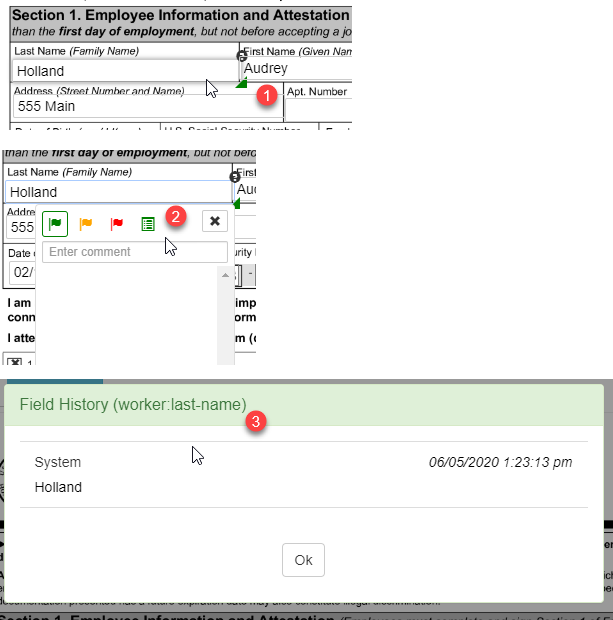 Section 1. Employee Information and Attestation
than the first day of employment, but not before accepting a jo
Last Name (Family Name) First Name (Given Nam
Holland Audrey
Address (Street Number and Name) Apt. Number
1
555 Main
than the first day of employment, but not befo
Last Name (Family Name) First
Holland Aud
Addre
2
555
Enter comment
Date o urity
02/ -
I am imp
conn orm
I atte m (
Field History (worker:last-name)
3
System 06/05/2020 1:23:13 pm
Holland
Ok
Section 1. Employee Information and Attestation